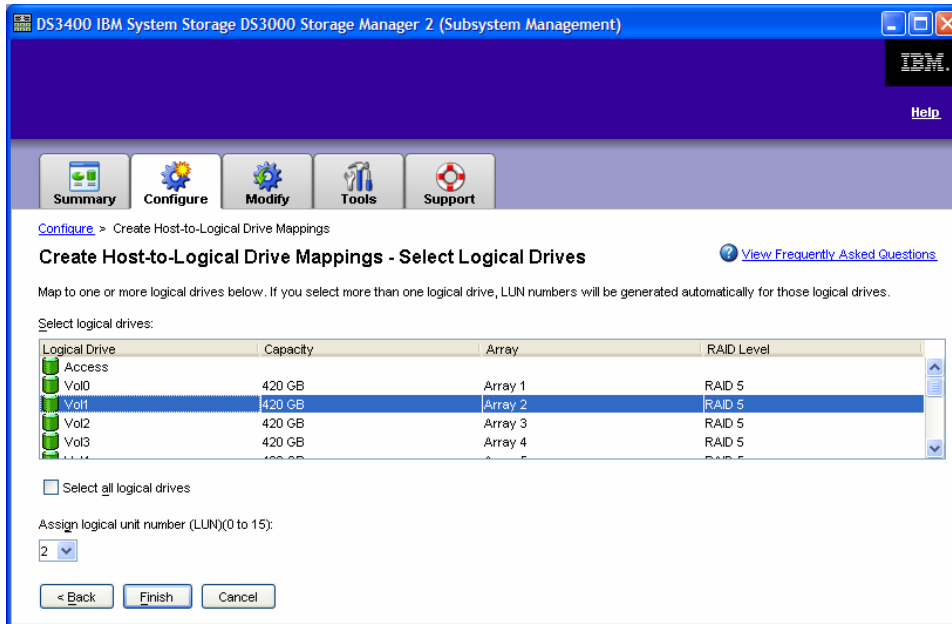 DS3400 IBM System Storage DS3000 Storage Manager 2 (Subsystem Management)
IBM.
Help
Summary Configure Modify Tools Support
Configure > Create Host-to-Logical Drive Mappings
Create Host-to-Logical Drive Mappings - Select Logical Drives
View Frequently Asked Questions
Map to one or more logical drives below. If you select more than one logical drive, LUN numbers will be generated automatically for those logical drives.
Select logical drives:
Logical Drive Capacity Array RAID Level
Access
Vol0 420 GB Array 1 RAID 5
Vol1 420 GB Array 2 RAID 5
Vol2 420 GB Array 3 RAID 5
Vol3 420 GB Array 4 RAID 5
Select all logical drives
Assign logical unit number (LUN)(0 to 15):
2
< Back Finish Cancel